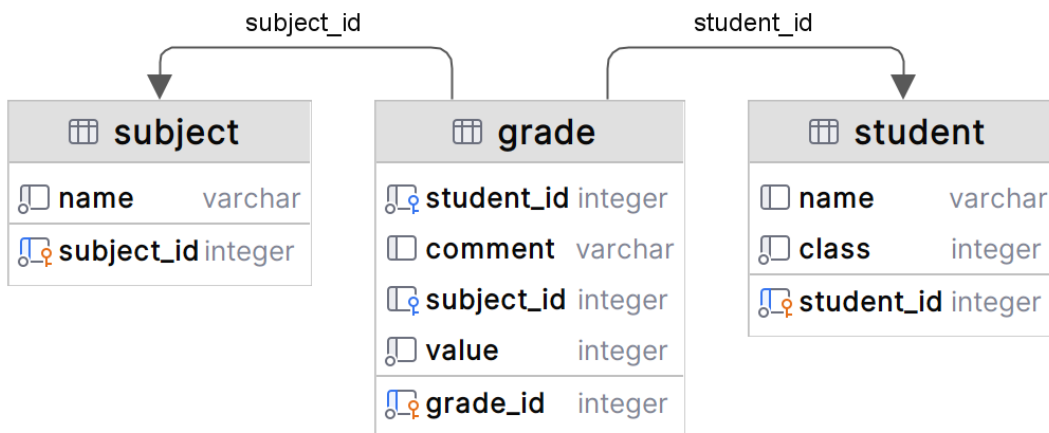 subject_id
student_id
subject
name varchar
subject_id integer
grade
student_id integer
comment varchar
subject_id integer
value integer
grade_id integer
student
name varchar
class integer
student_id integer